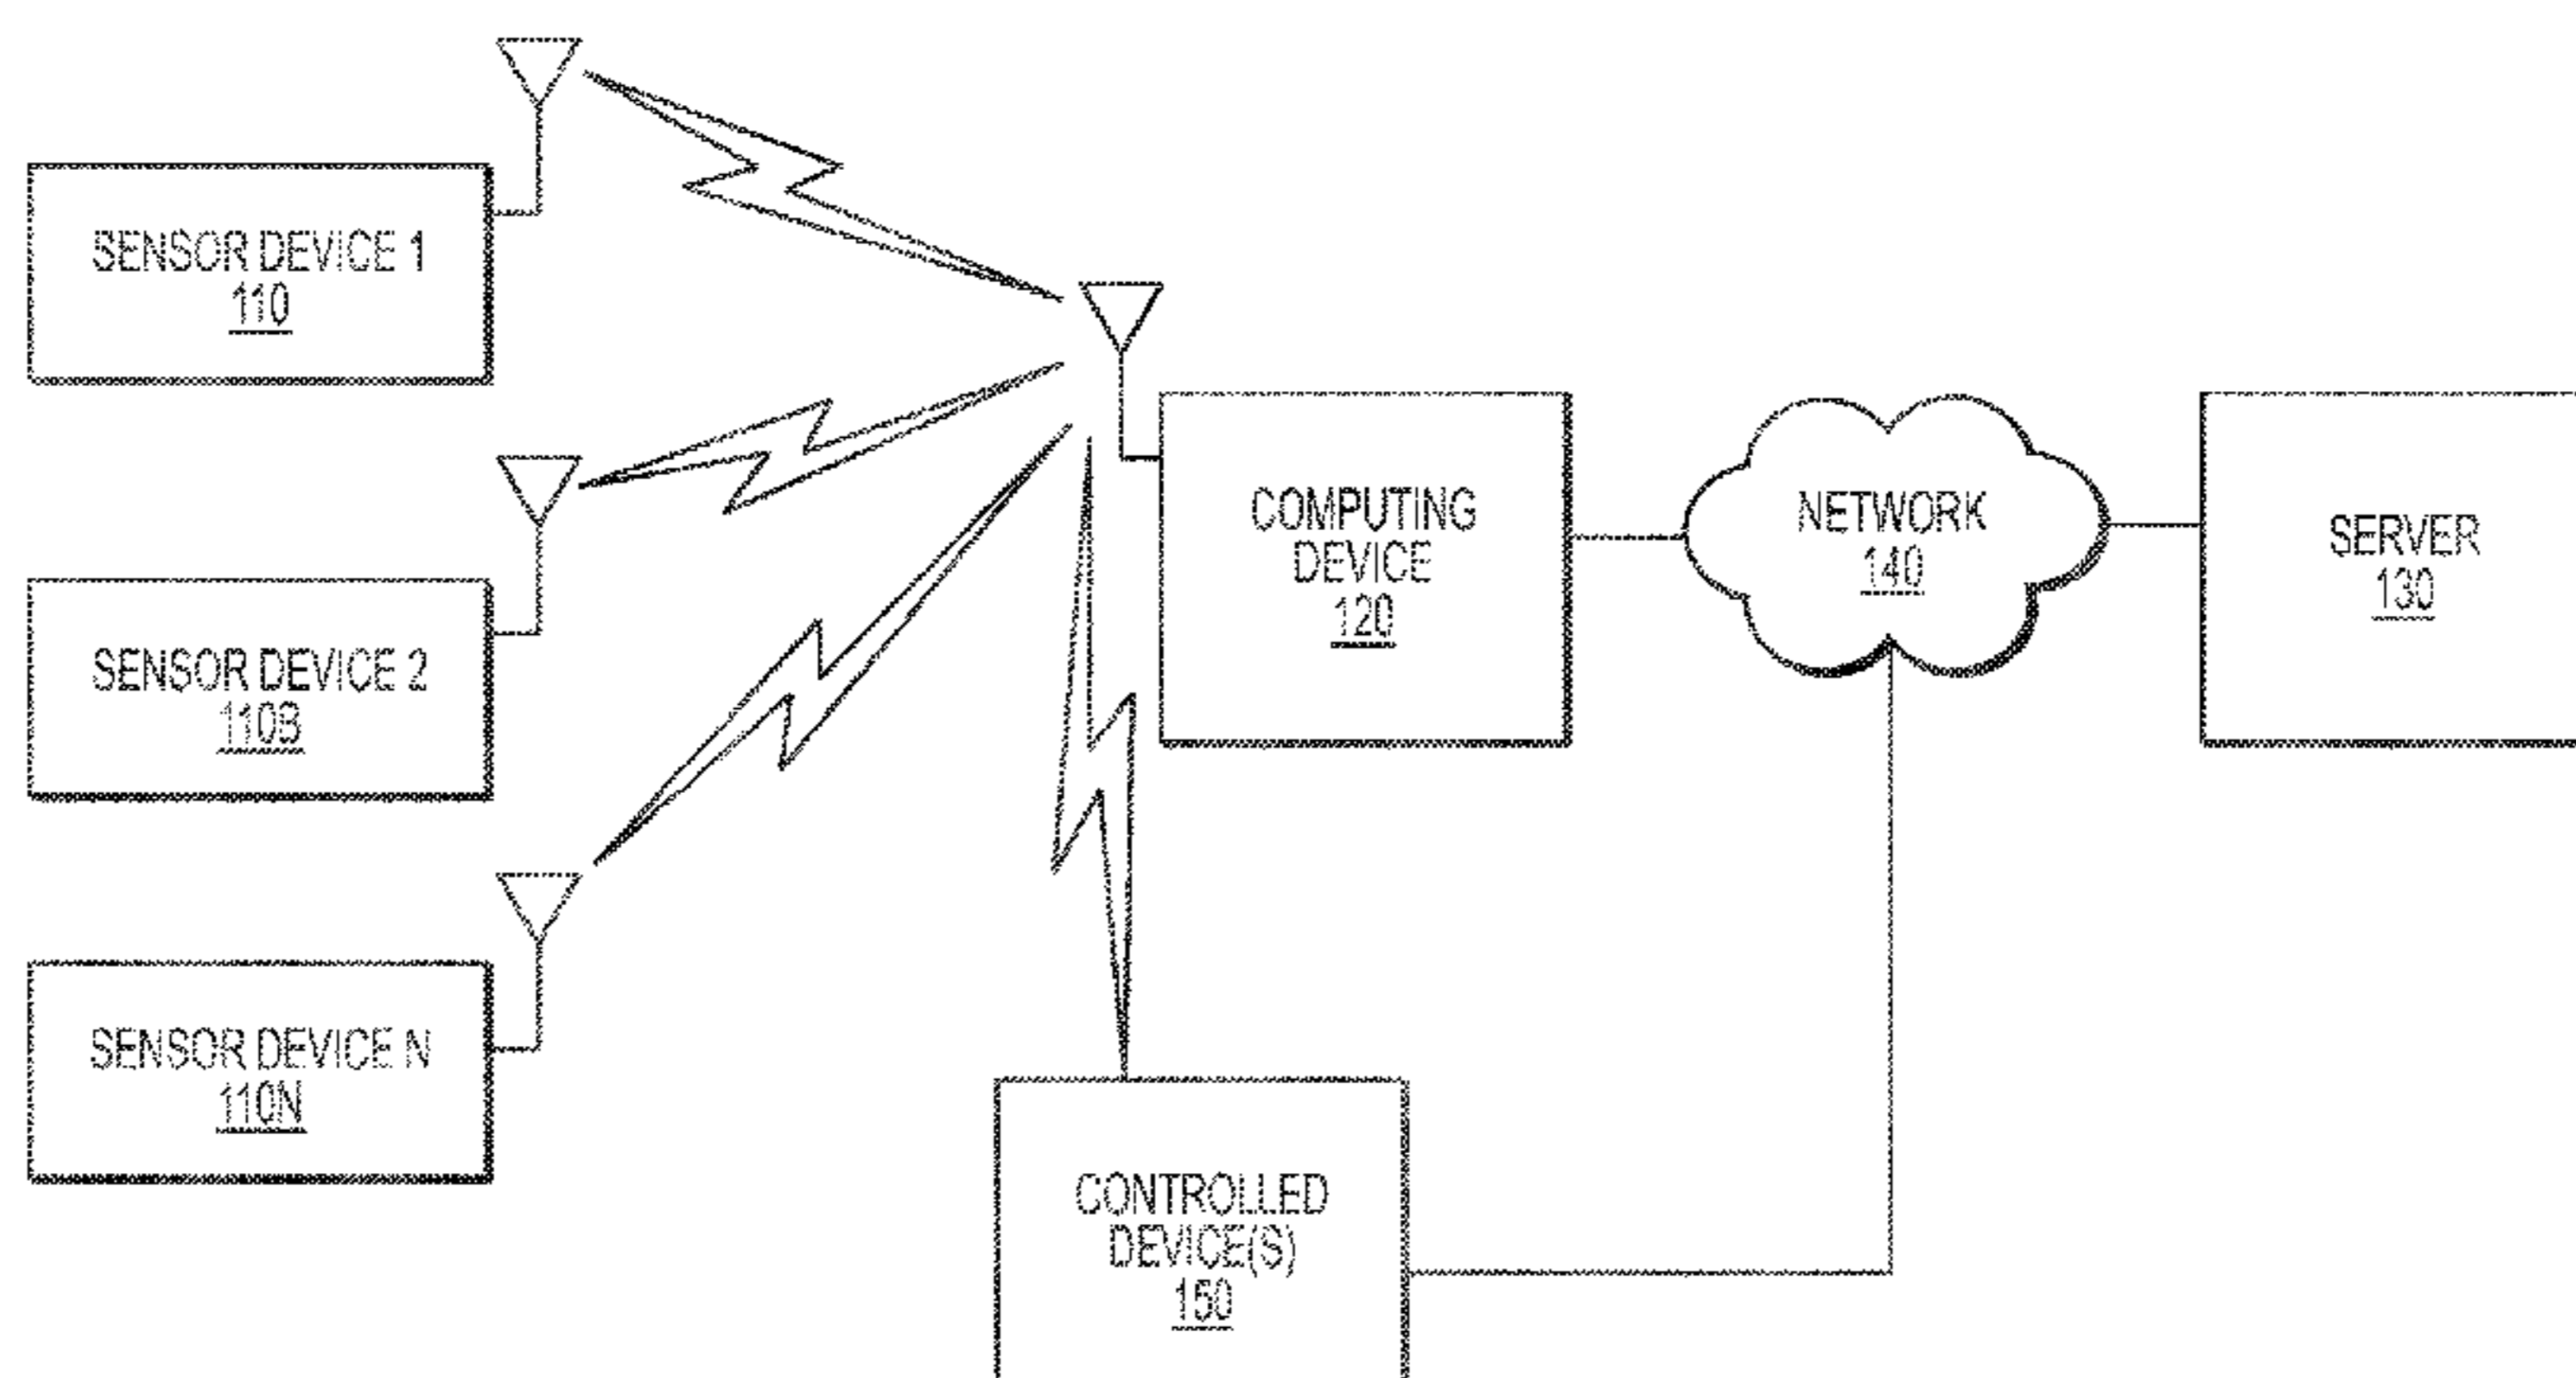 SENSOR DEVICE 1
110
COMPUTING
DEVICE
120
NETWORK
140
SERVER
130
SENSOR DEVICE 2
110B
SENSOR DEVICE N
110N
CONTROLLED
DEVICE(S)
150